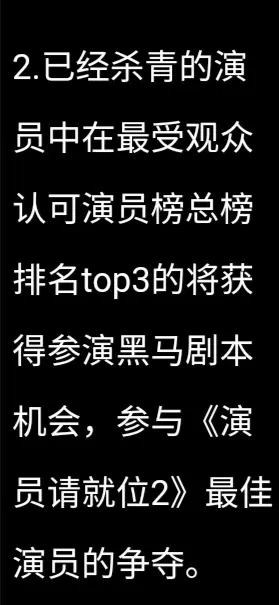 2.已经杀青的演
员中在最受观众
认可演员榜总榜
排名top3的将获
得参演黑马剧本
机会，参与《演
员请就位2》最佳
演员的争夺。